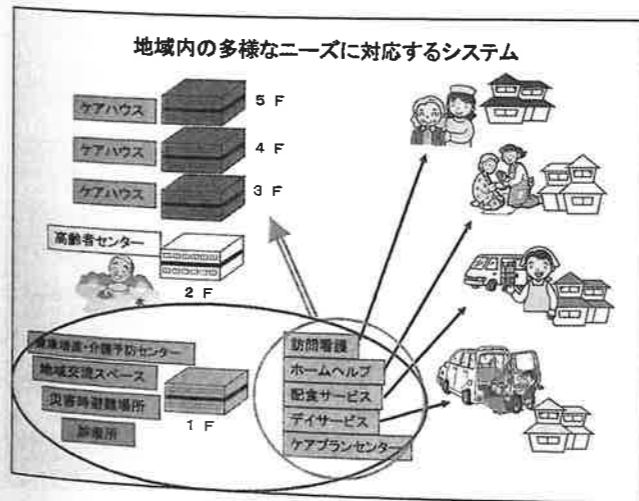 地域内の多様なニーズに対応するシステム
ケアハウス
5 F
ケアハウス
4 F
ケアハウス
3 F
高齢者センター
2 F
健康増進・介護予防センター
地域交流スペース
災害時避難場所
診療所
1 F
訪問看護
ホームヘルプ
配食サービス
デイサービス
ケアプランセンター